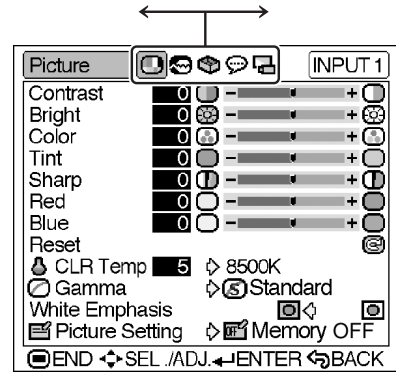 Picture INPUT 1
Contrast 0 - +
Bright 0 - +
Color 0 - +
Tint 0 - +
Sharp 0 - +
Red 0 - +
Blue 0 - +
Reset
CLR Temp 5 8500K
Gamma S Standard
White Emphasis
Picture Setting OFF Memory OFF
END SEL ./ADJ. ENTER BACK